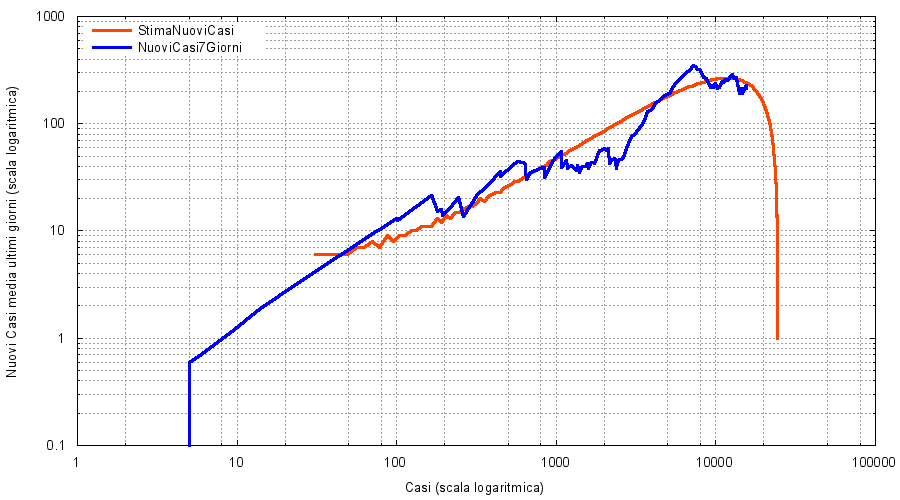 1000
StimaNuoviCasi
NuoviCasi7Giorni
100
10
1
0.1
1 10 100 1000 10000 100000
Nuovi Casi media ultimi giorni (scala logaritmica)
Casi (scala logaritmica)